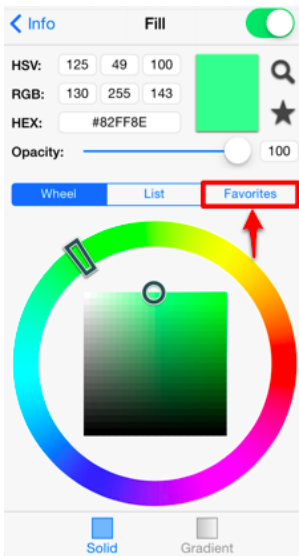 Info Fill
HSV: 125 49 100
RGB: 130 255 143
HEX: #82FF8E
Opacity: 100
Wheel List Favorites
Solid Gradient